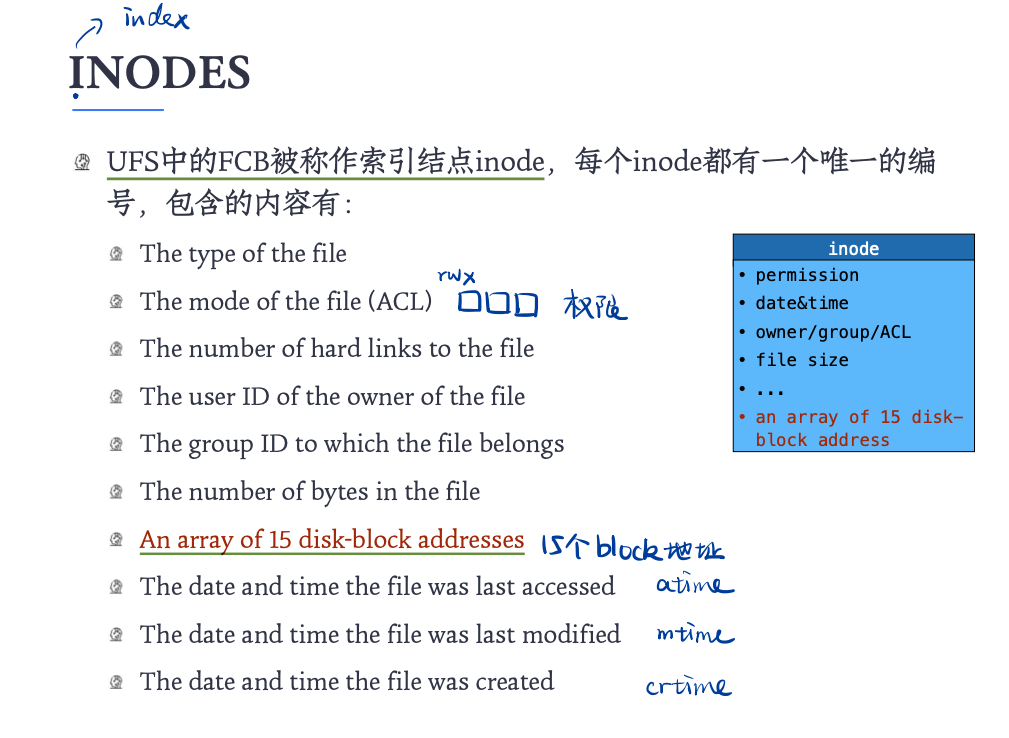 index
INODES
UFS中的FCB被称作索引结点inode，每个inode都有一个唯一的编
号，包含的内容有：
The type of the file
rwx
The mode of the file (ACL) 权限
The number of hard links to the file
The user ID of the owner of the file
The group ID to which the file belongs
The number of bytes in the file
An array of 15 disk-block addresses 15个block地址
The date and time the file was last accessed atime
The date and time the file was last modified mtime
The date and time the file was created crtime
inode
• permission
• date&time
• owner/group/ACL
• file size
• ...
• an array of 15 disk-
block address